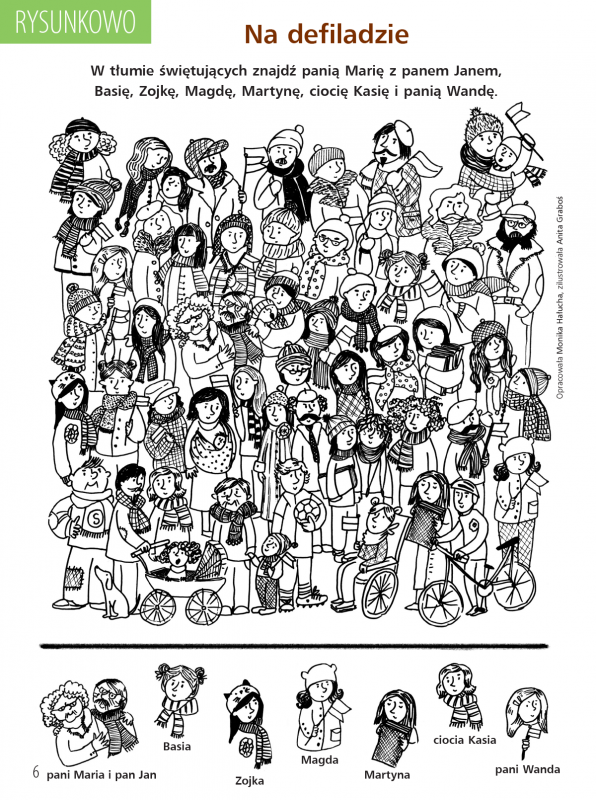 RYSUNKOWO
Na defiladzie
W tłumie świętujących znajdź panią Marię z panem Janem,
Basię, Zojkę, Magdę, Martynę, ciocię Kasię i panią Wandę.
Opracowała Monika Hałucha, zilustrowała Anita Graboś
S
Basia
ciocia Kasia
Magda
pani Wanda
6 pani Maria i pan Jan
Martyna
Zojka